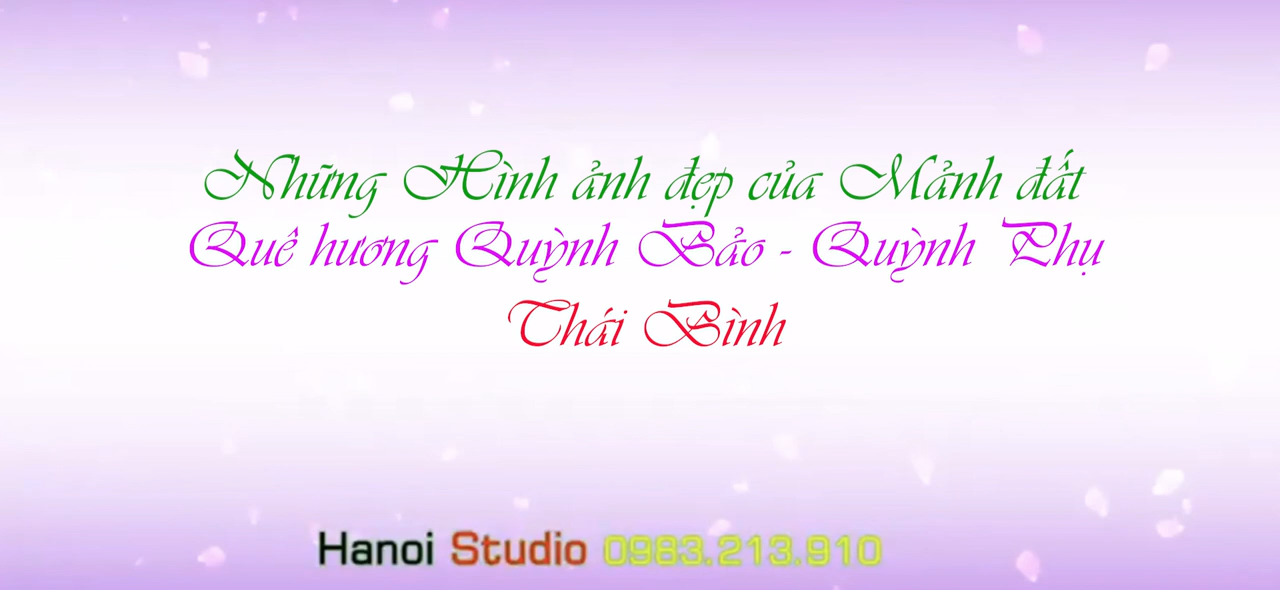 Những Hình ảnh đẹp của Mảnh đất
Quê hương Quỳnh Bảo - Quỳnh Phụ
Thái Bình
Hanoi Studio 0983.213.910